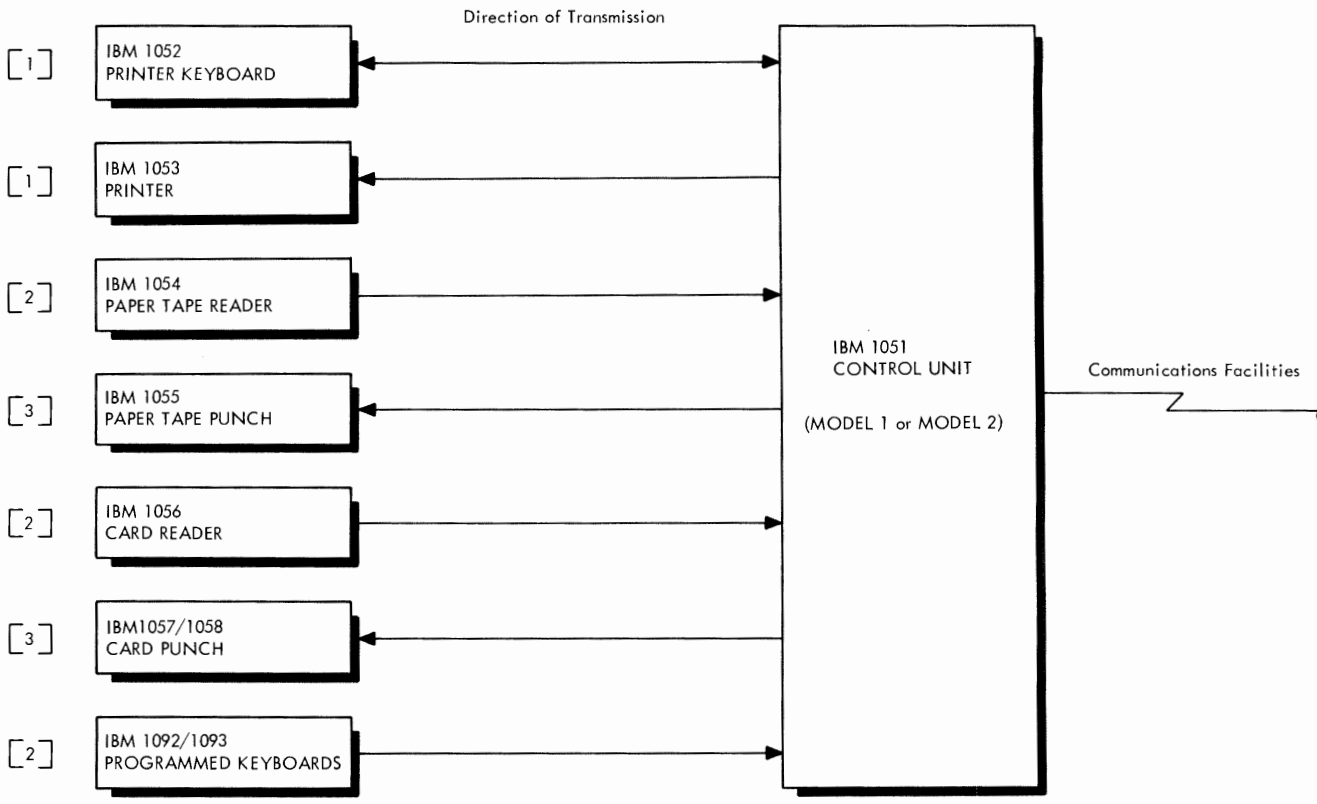 Direction of Transmission
[1]
IBM 1052
PRINTER KEYBOARD
[1]
IBM 1053
PRINTER
[2]
IBM 1054
PAPER TAPE READER
[3]
IBM 1055
PAPER TAPE PUNCH
[2]
IBM 1056
CARD READER
[3]
IBM1057/1058
CARD PUNCH
[2]
IBM 1092/1093
PROGRAMMED KEYBOARDS
IBM 1051
CONTROL UNIT
(MODEL 1 or MODEL 2)
Communications Facilities